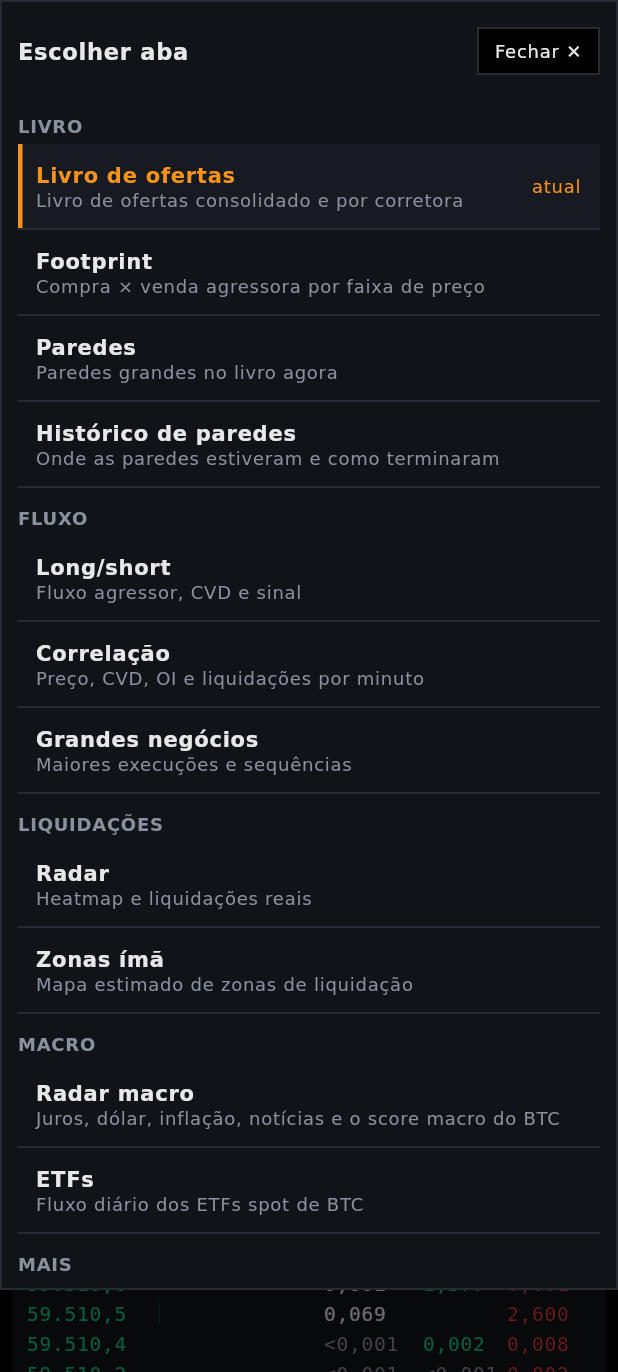 Escolher aba
Fechar ×
LIVRO
Livro de ofertas
Livro de ofertas consolidado e por corretora
atual
Footprint
Compra × venda agressora por faixa de preço
Paredes
Paredes grandes no livro agora
Histórico de paredes
Onde as paredes estiveram e como terminaram
FLUXO
Long/short
Fluxo agressor, CVD e sinal
Correlação
Preço, CVD, OI e liquidações por minuto
Grandes negócios
Maiores execuções e sequências
LIQUIDAÇÕES
Radar
Heatmap e liquidações reais
Zonas ímã
Mapa estimado de zonas de liquidação
MACRO
Radar macro
Juros, dólar, inflação, notícias e o score macro do BTC
ETFs
Fluxo diário dos ETFs spot de BTC
MAIS
59.510,5 0,069 2,600
59.510,4 <0,001 0,002 0,008